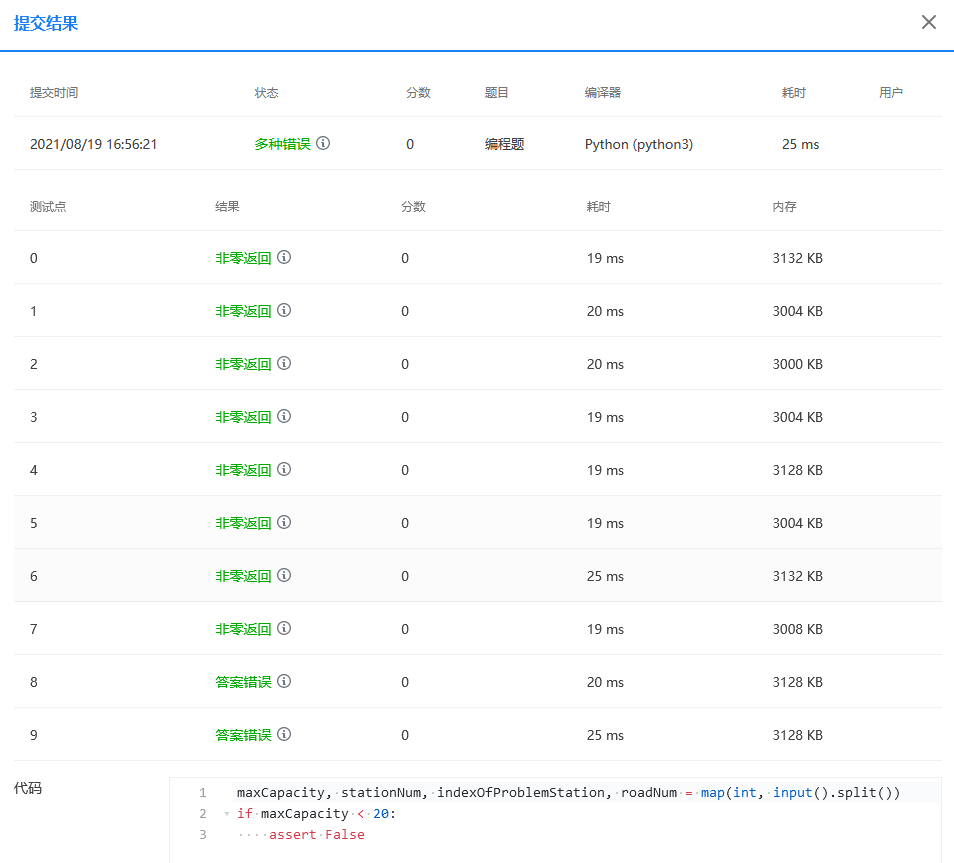 提交结果
提交时间 状态 分数 题目 编译器 耗时 用户
2021/08/19 16:56:21 多种错误 0 编程题 Python (python3) 25 ms
测试点 结果 分数 耗时 内存
0 非零返回 0 19 ms 3132 KB
1 非零返回 0 20 ms 3004 KB
2 非零返回 0 20 ms 3000 KB
3 非零返回 0 19 ms 3004 KB
4 非零返回 0 19 ms 3128 KB
5 非零返回 0 19 ms 3004 KB
6 非零返回 0 25 ms 3132 KB
7 非零返回 0 19 ms 3008 KB
8 答案错误 0 20 ms 3128 KB
9 答案错误 0 25 ms 3128 KB
代码
1 maxCapacity, stationNum, indexOfProblemStation, roadNum = map(int, input().split())
2 if maxCapacity < 20:
3 assert False